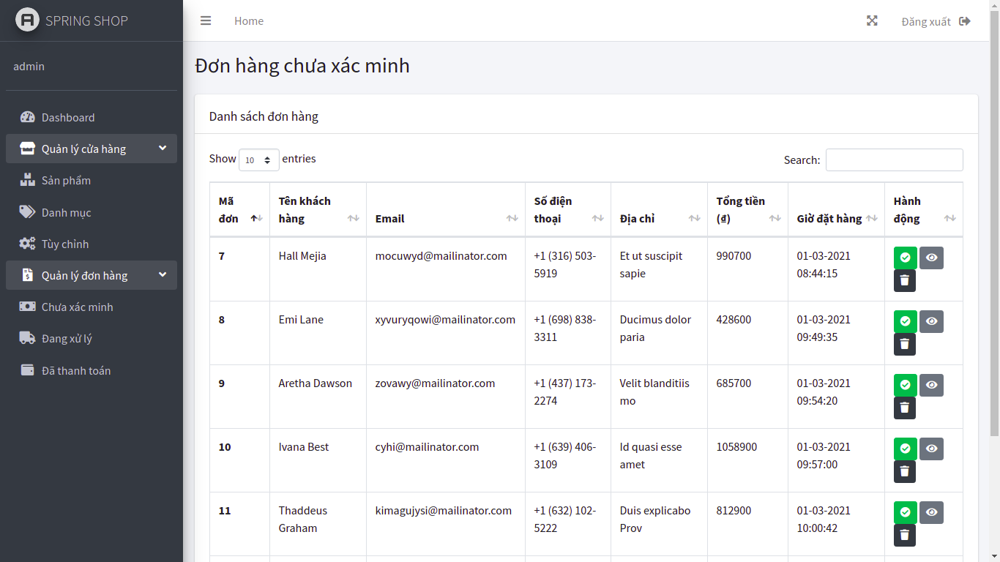 SPRING SHOP
Home
Đăng xuất
admin
Dashboard
Quản lý cửa hàng
Sản phẩm
Danh mục
Tùy chỉnh
Quản lý đơn hàng
Chưa xác minh
Đang xử lý
Đã thanh toán
Đơn hàng chưa xác minh
Danh sách đơn hàng
Show 10 entries
Search:
Mã đơn
Tên khách hàng
Email
Số điện thoại
Địa chỉ
Tổng tiền (₫)
Giờ đặt hàng
Hành động
7 Hall Mejia mocuwyd@mailinator.com +1 (316) 503- Et ut suscipit 990700 01-03-2021
5919 sapie 08:44:15
8 Emi Lane xyvuryqowi@mailinator.com +1 (698) 838- Ducimus dolor 428600 01-03-2021
3311 paria 09:49:35
9 Aretha Dawson zovawy@mailinator.com +1 (437) 173- Velit blanditiis 685700 01-03-2021
2274 mo 09:54:20
10 Ivana Best cyhi@mailinator.com +1 (639) 406- Id quasi esse 1058900 01-03-2021
3109 amet 09:57:00
11 Thaddeus kimagujysi@mailinator.com +1 (632) 102- Duis explicabo 812900 01-03-2021
Graham 5222 Prov 10:00:42